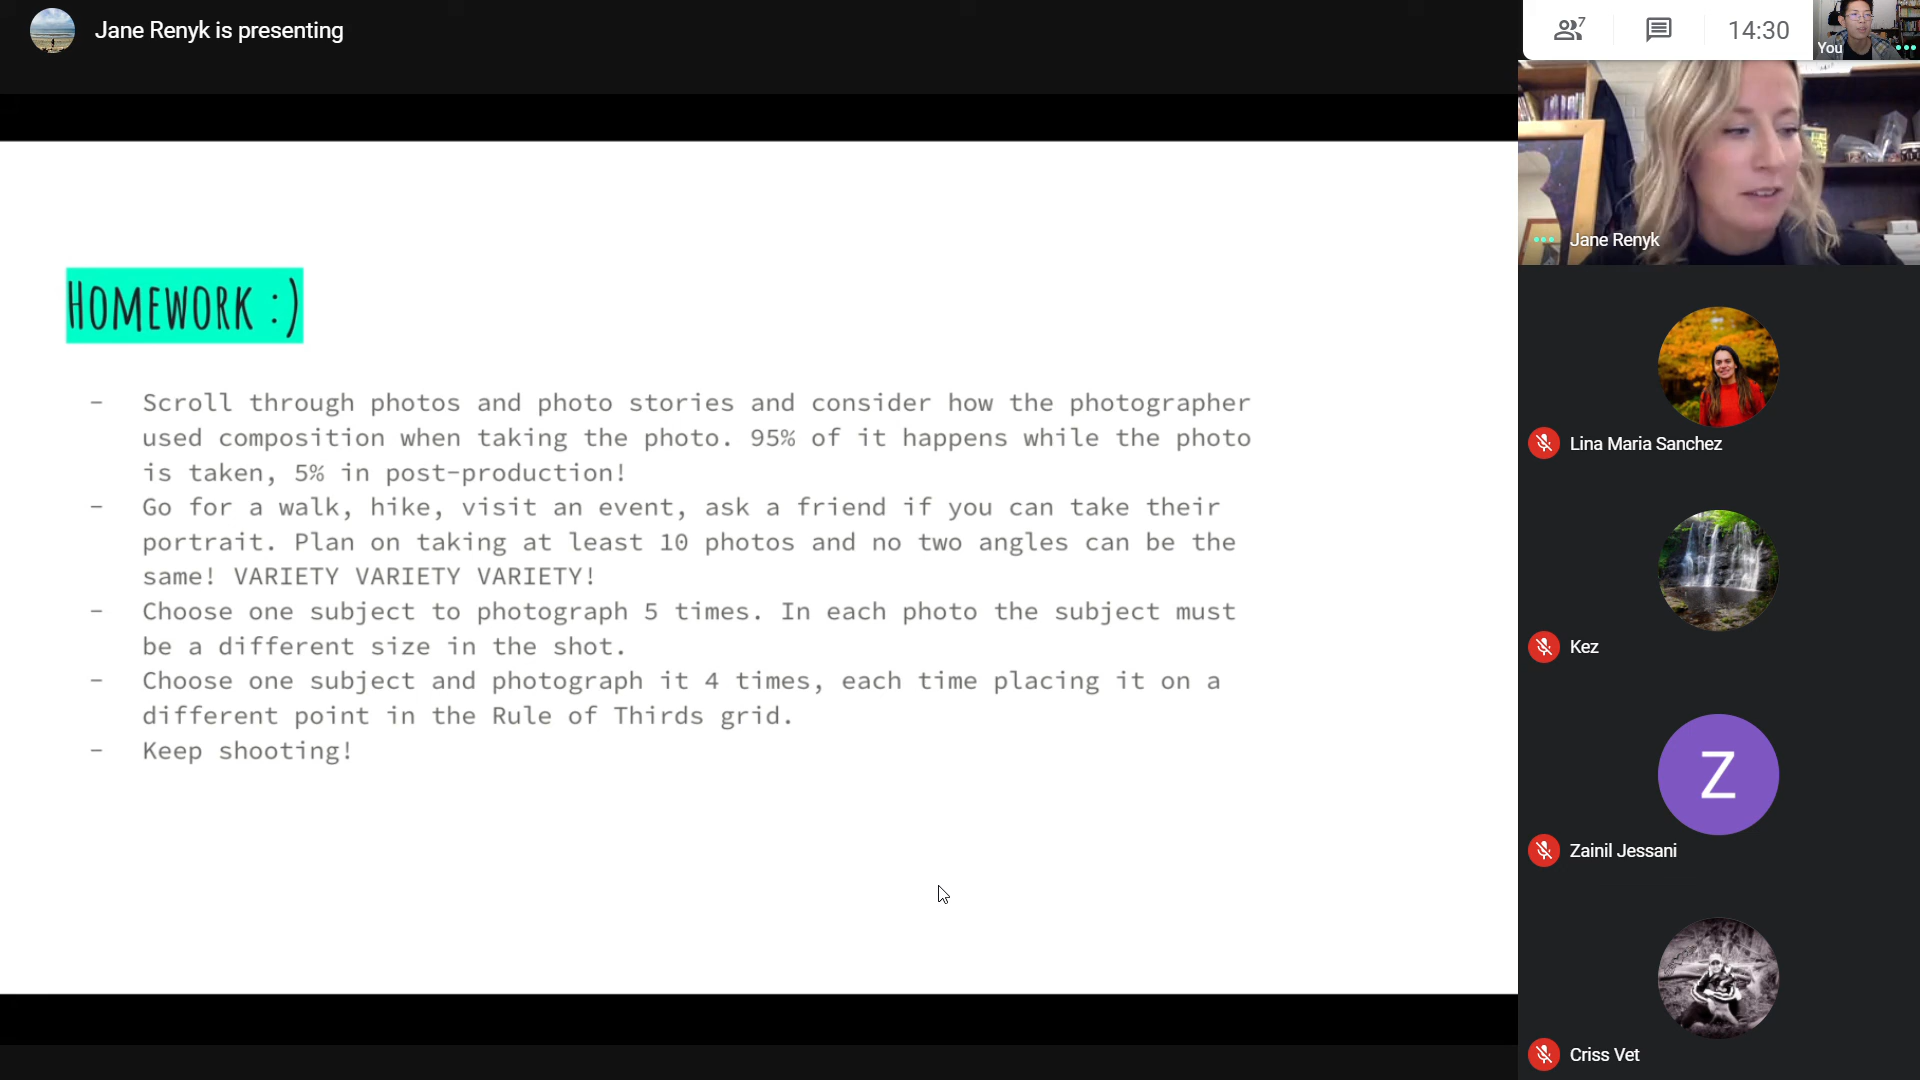 Jane Renyk is presenting
7
14:30
You
Jane Renyk
HOMEWORK :)
- Scroll through photos and photo stories and consider how the photographer
used composition when taking the photo. 95% of it happens while the photo
is taken, 5% in post-production!
- Go for a walk, hike, visit an event, ask a friend if you can take their
portrait. Plan on taking at least 10 photos and no two angles can be the
same! VARIETY VARIETY VARIETY!
- Choose one subject to photograph 5 times. In each photo the subject must
be a different size in the shot.
- Choose one subject and photograph it 4 times, each time placing it on a
different point in the Rule of Thirds grid.
- Keep shooting!
Lina Maria Sanchez
Kez
Z
Zainil Jessani
Criss Vet